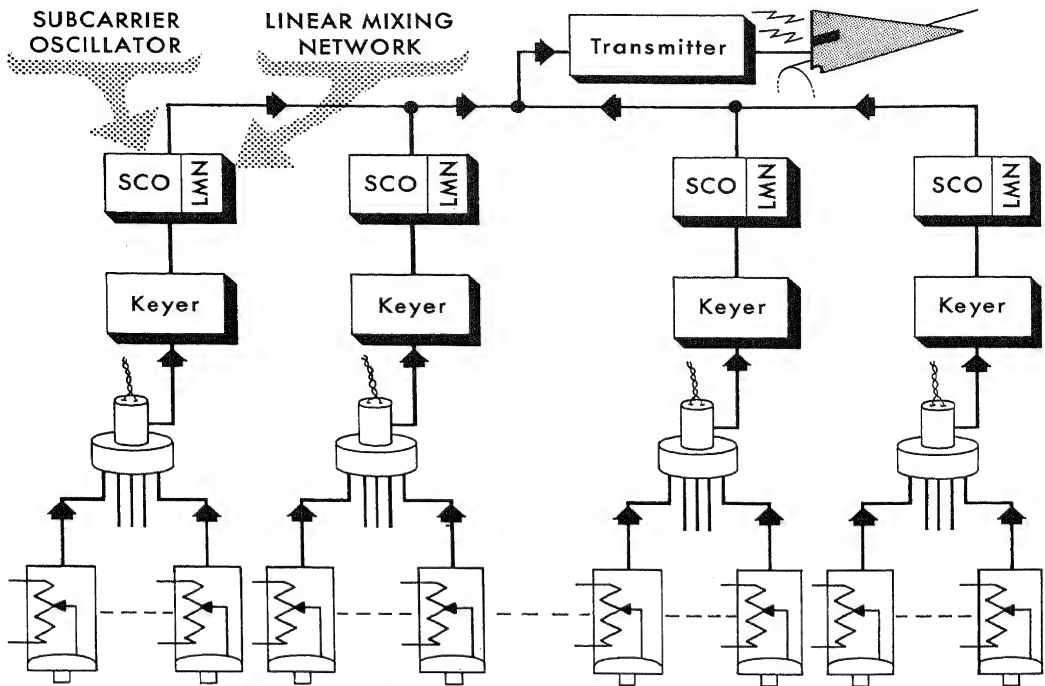 SUBCARRIER
OSCILLATOR
LINEAR MIXING
NETWORK
Transmitter
SCO
LMN
SCO
LMN
SCO
LMN
SCO
LMN
Keyer
Keyer
Keyer
Keyer